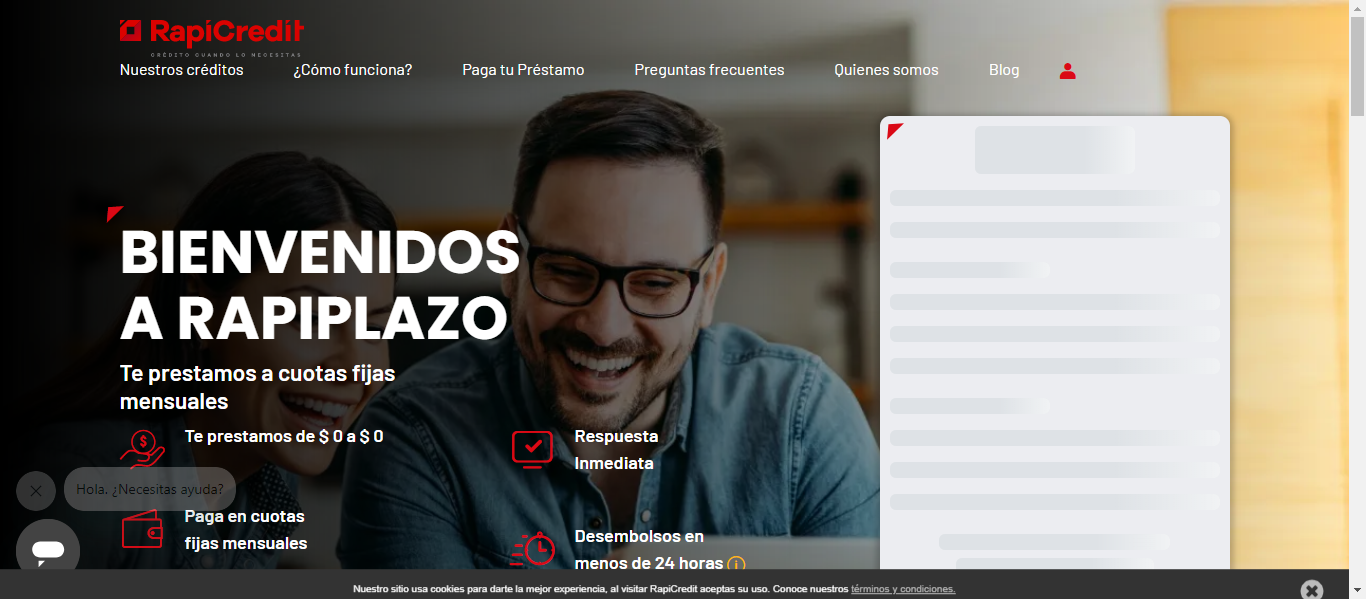 RapiCredit
CRÉDITO CUANDO LO NECESITAS
Nuestros créditos
¿Cómo funciona?
Paga tu Préstamo
Preguntas frecuentes
Quienes somos
Blog
BIENVENIDOS
A RAPIPLAZO
Te prestamos a cuotas fijas
mensuales
Te prestamos de $ 0 a $ 0
Respuesta
Inmediata
Hola. ¿Necesitas ayuda?
Paga en cuotas
fijas mensuales
Desembolsos en
menos de 24 horas
Nuestro sitio usa cookies para darte la mejor experiencia, al visitar RapiCredit aceptas su uso. Conoce nuestros términos y condiciones.